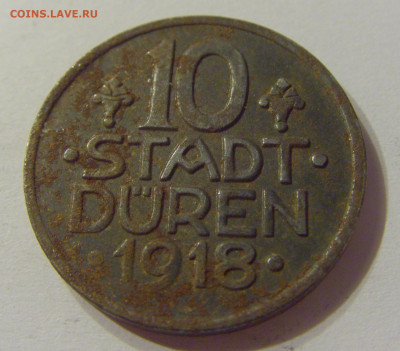 COINS.LAVE.RU
10
· STADT ·
DÜREN
· 1918 ·